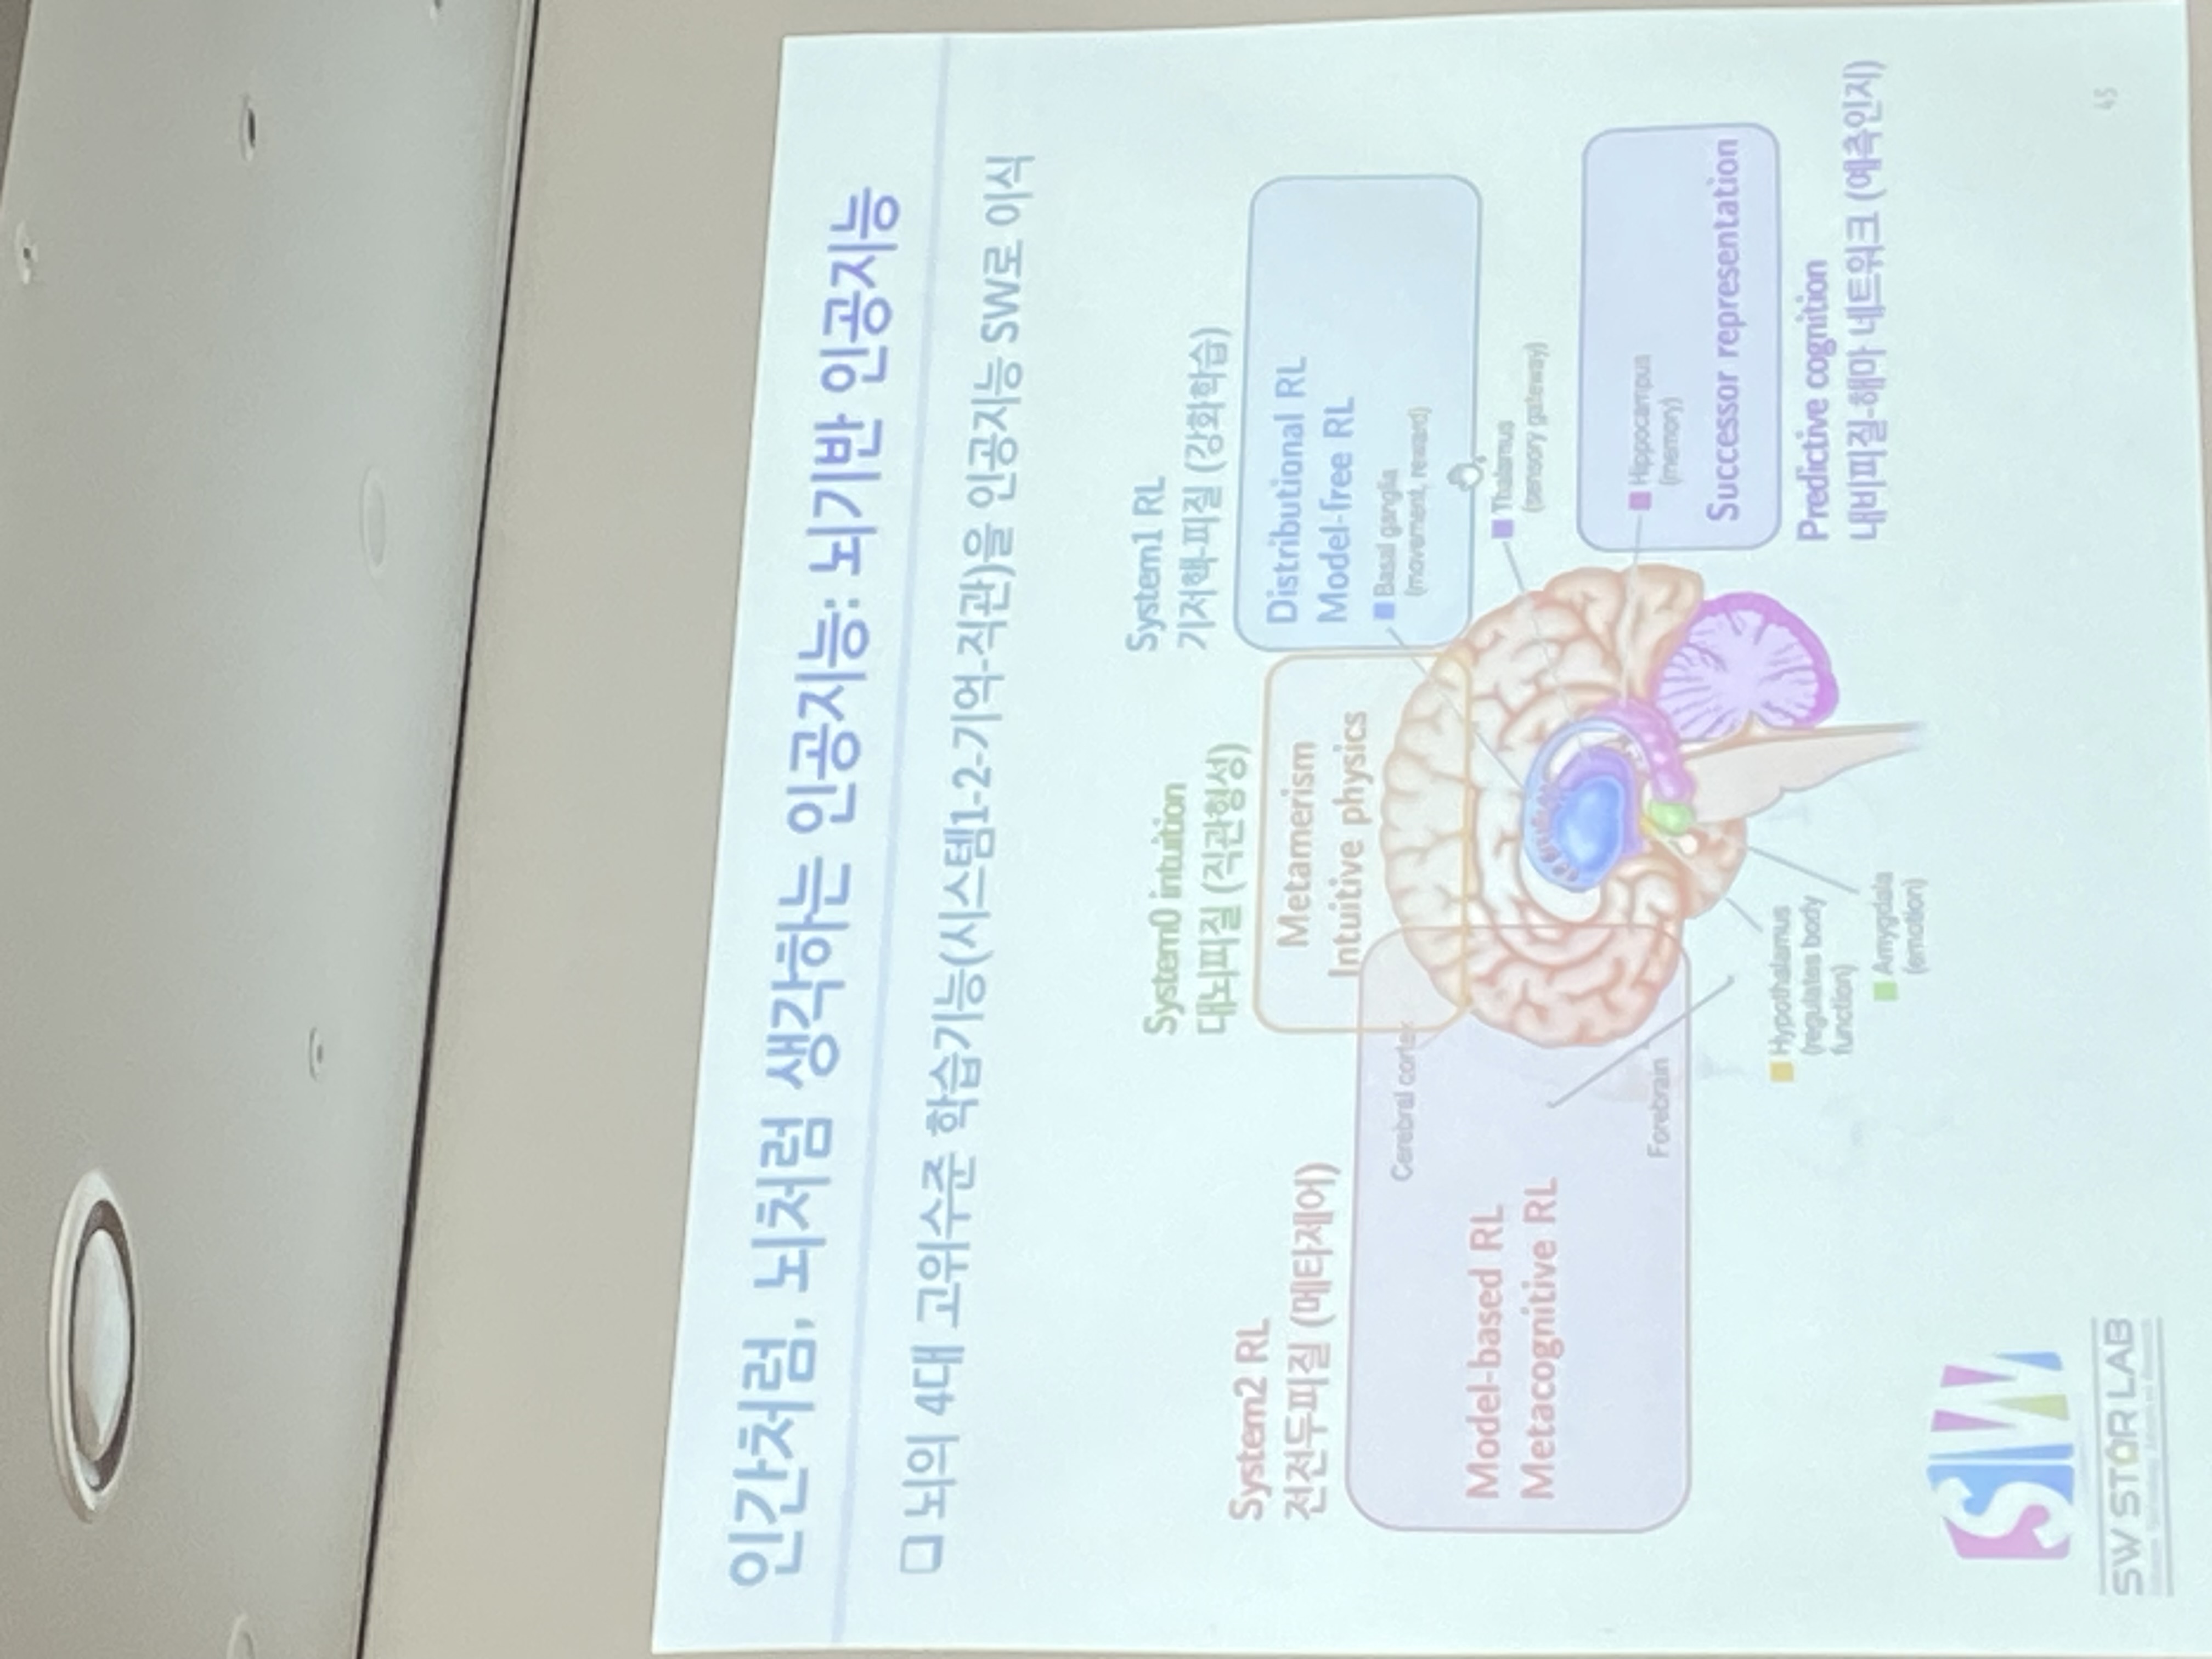 인간처럼, 뇌처럼 생각하는 인공지능: 뇌기반 인공지능
❑ 뇌의 4대 고위수준 학습기능(시스템1-2-기억-직관)을 인공지능 SW로 이식
System2 RL
전전두피질 (메타제어)
Model-based RL
Metacognitive RL
System0 intuition
대뇌피질 (직관형성)
Metamerism
Intuitive physics
System1 RL
기저핵-피질 (강화학습)
Distributional RL
Model-free RL
Basal ganglia
(movement, reward)
Cerebral cortex
Thalamus
(sensory gateway)
Forebrain
Hippocampus
(memory)
Successor representation
Predictive cognition
내비피질-해마 네트워크 (예측인지)
Hypothalamus
(regulates body
function)
Amygdala
(emotion)
SW
SW STAR LAB
45